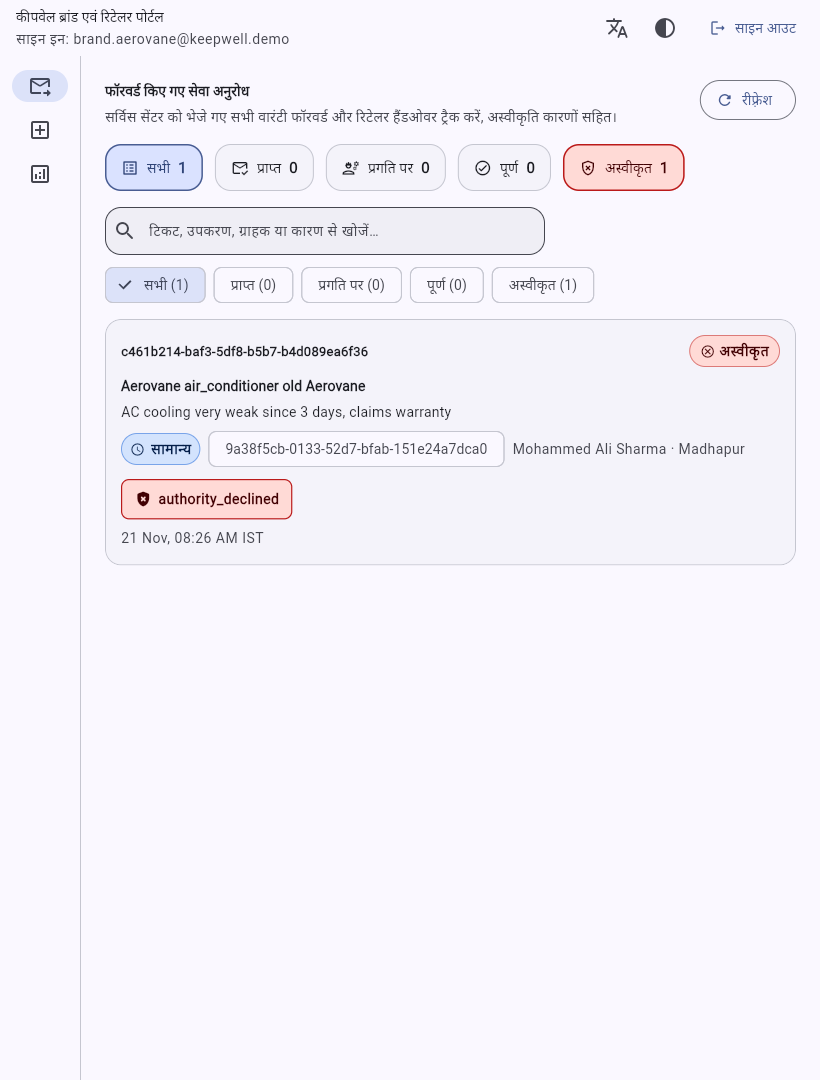 कीपवेल ब्रांड एवं रिटेलर पोर्टल
साइन इन: brand.aerovane@keepwell.demo
साइन आउट
फॉरवर्ड किए गए सेवा अनुरोध
सर्विस सेंटर को भेजे गए सभी वारंटी फॉरवर्ड और रिटेलर हैंडओवर ट्रैक करें, अस्वीकृति कारणों सहित।
रीफ़्रेश
सभी 1
प्राप्त 0
प्रगति पर 0
पूर्ण 0
अस्वीकृत 1
टिकट, उपकरण, ग्राहक या कारण से खोजें…
सभी (1)
प्राप्त (0)
प्रगति पर (0)
पूर्ण (0)
अस्वीकृत (1)
c461b214-baf3-5df8-b5b7-b4d089ea6f36
अस्वीकृत
Aerovane air_conditioner old Aerovane
AC cooling very weak since 3 days, claims warranty
सामान्य
9a38f5cb-0133-52d7-bfab-151e24a7dca0
Mohammed Ali Sharma · Madhapur
authority_declined
21 Nov, 08:26 AM IST